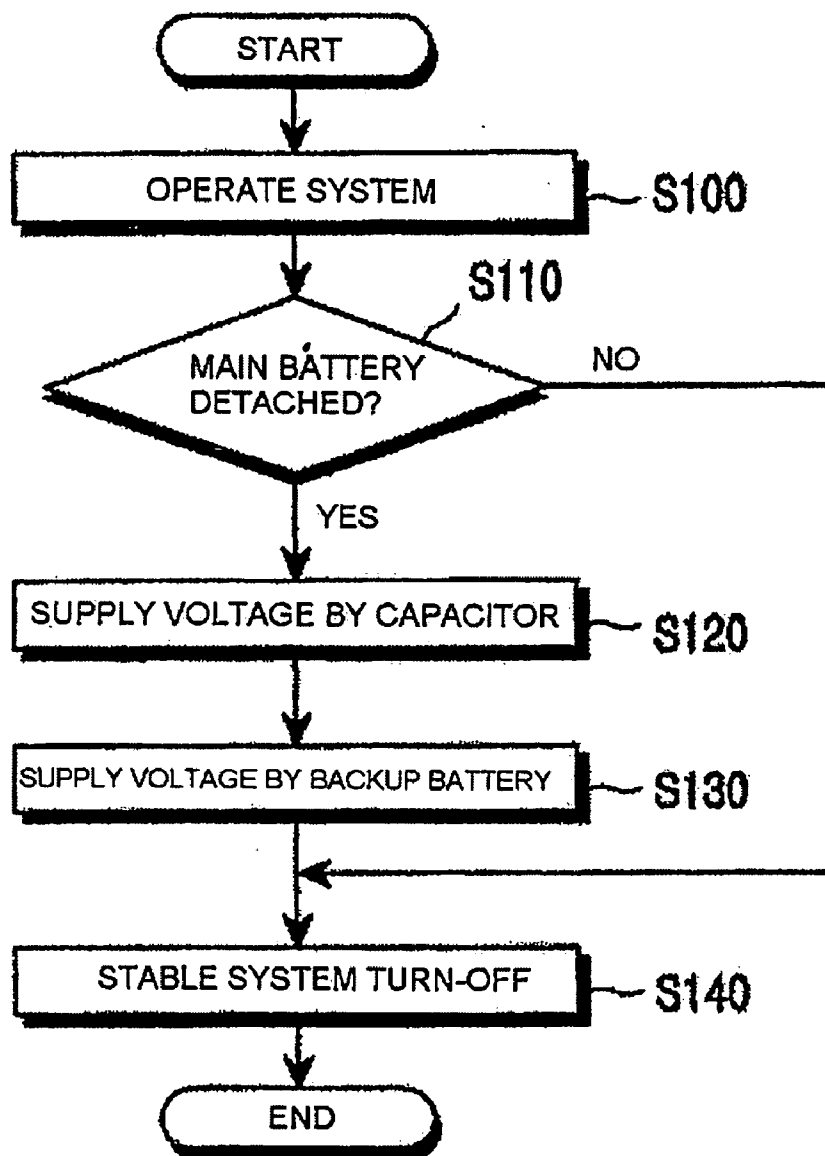 START
OPERATE SYSTEM
S100
S110
MAIN BATTERY
DETACHED?
NO
YES
SUPPLY VOLTAGE BY CAPACITOR
S120
SUPPLY VOLTAGE BY BACKUP BATTERY
S130
STABLE SYSTEM TURN-OFF
S140
END